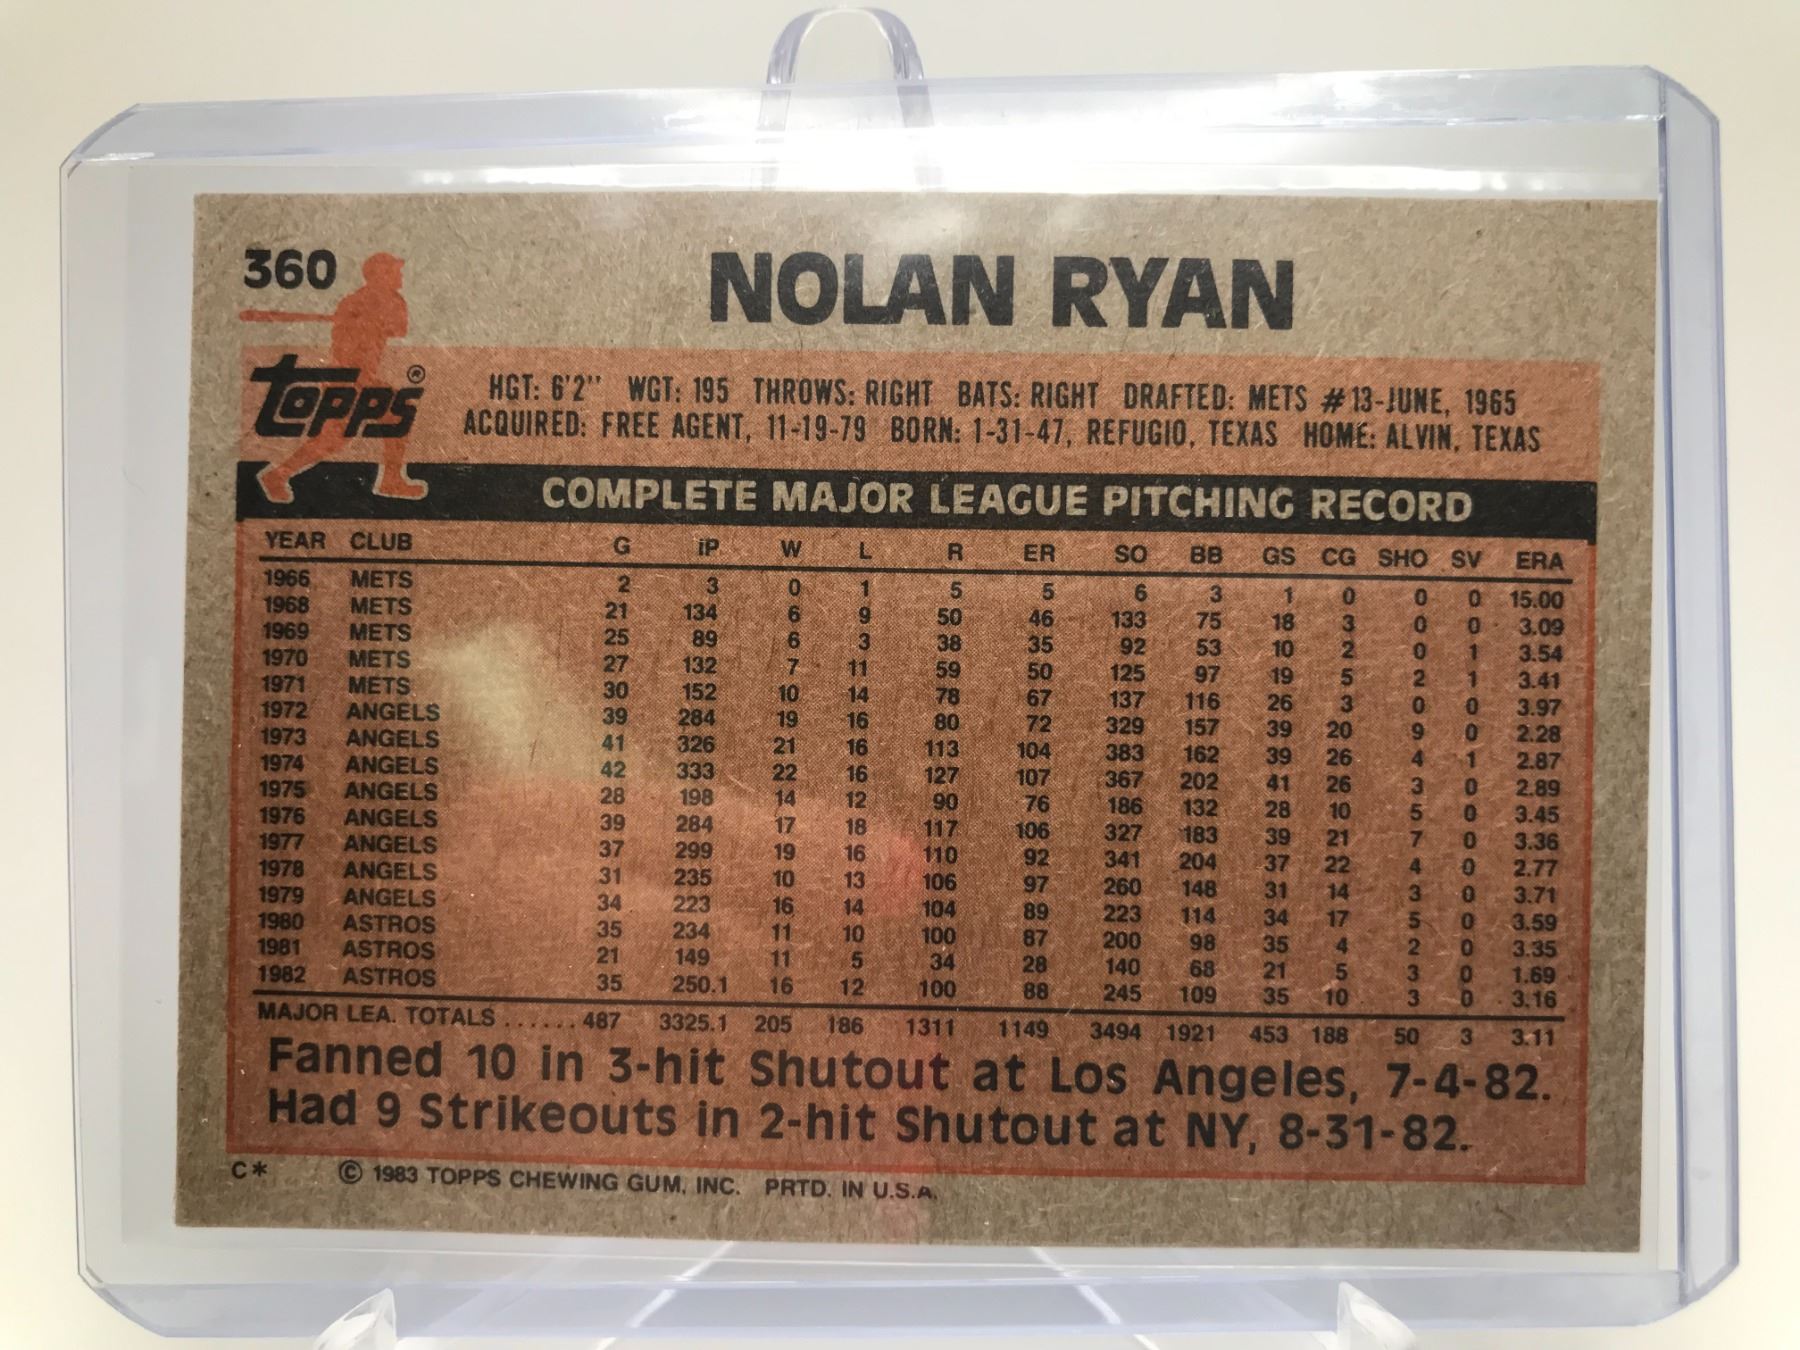 360
NOLAN RYAN
TOPPS®
HGT: 6'2'' WGT: 195 THROWS: RIGHT BATS: RIGHT DRAFTED: METS #13-JUNE, 1965
ACQUIRED: FREE AGENT, 11-19-79 BORN: 1-31-47, REFUGIO, TEXAS HOME: ALVIN, TEXAS
COMPLETE MAJOR LEAGUE PITCHING RECORD
YEAR CLUB G iP W L R ER SO BB GS CG SHO SV ERA
1966 METS 2 3 0 1 5 5 6 3 1 0 0 0 15.00
1968 METS 21 134 6 9 50 46 133 75 18 3 0 0 3.09
1969 METS 25 89 6 3 38 35 92 53 10 2 0 1 3.54
1970 METS 27 132 7 11 59 50 125 97 19 5 2 1 3.41
1971 METS 30 152 10 14 78 67 137 116 26 3 0 0 3.97
1972 ANGELS 39 284 19 16 80 72 329 157 39 20 9 0 2.28
1973 ANGELS 41 326 21 16 113 104 383 162 39 26 4 1 2.87
1974 ANGELS 42 333 22 16 127 107 367 202 41 26 3 0 2.89
1975 ANGELS 28 198 14 12 90 76 186 132 28 10 5 0 3.45
1976 ANGELS 39 284 17 18 117 106 327 183 39 21 7 0 3.36
1977 ANGELS 37 299 19 16 110 92 341 204 37 22 4 0 2.77
1978 ANGELS 31 235 10 13 106 97 260 148 31 14 3 0 3.71
1979 ANGELS 34 223 16 14 104 89 223 114 34 17 5 0 3.59
1980 ASTROS 35 234 11 10 100 87 200 98 35 4 2 0 3.35
1981 ASTROS 21 149 11 5 34 28 140 68 21 5 3 0 1.69
1982 ASTROS 35 250.1 16 12 100 88 245 109 35 10 3 0 3.16
MAJOR LEA. TOTALS ...... 487 3325.1 205 186 1311 1149 3494 1921 453 188 50 3 3.11
Fanned 10 in 3-hit Shutout at Los Angeles, 7-4-82.
Had 9 Strikeouts in 2-hit Shutout at NY, 8-31-82.
C* © 1983 TOPPS CHEWING GUM, INC. PRTD. IN U.S.A.